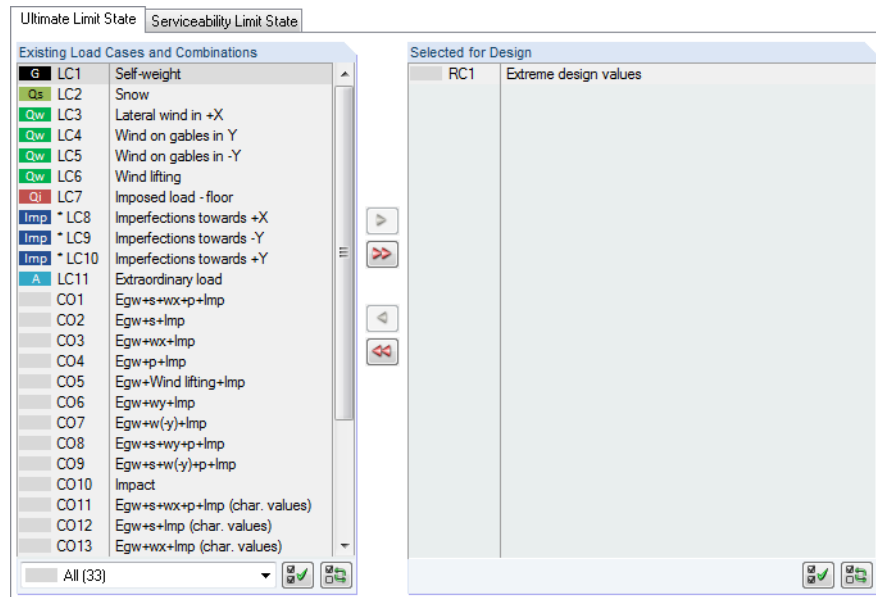 Ultimate Limit State Serviceability Limit State
Existing Load Cases and Combinations
G LC1 Self-weight
Qs LC2 Snow
Qw LC3 Lateral wind in +X
Qw LC4 Wind on gables in Y
Qw LC5 Wind on gables in -Y
Qw LC6 Wind lifting
Qi LC7 Imposed load - floor
Imp * LC8 Imperfections towards +X
Imp * LC9 Imperfections towards -Y
Imp * LC10 Imperfections towards +Y
A LC11 Extraordinary load
CO1 Egw+s+wx+p+Imp
CO2 Egw+s+Imp
CO3 Egw+wx+Imp
CO4 Egw+p+Imp
CO5 Egw+Wind lifting+Imp
CO6 Egw+wy+Imp
CO7 Egw+w(-y)+Imp
CO8 Egw+s+wy+p+Imp
CO9 Egw+s+w(-y)+p+Imp
CO10 Impact
CO11 Egw+s+wx+p+Imp (char. values)
CO12 Egw+s+Imp (char. values)
CO13 Egw+wx+Imp (char. values)
All (33)
Selected for Design
RC1 Extreme design values